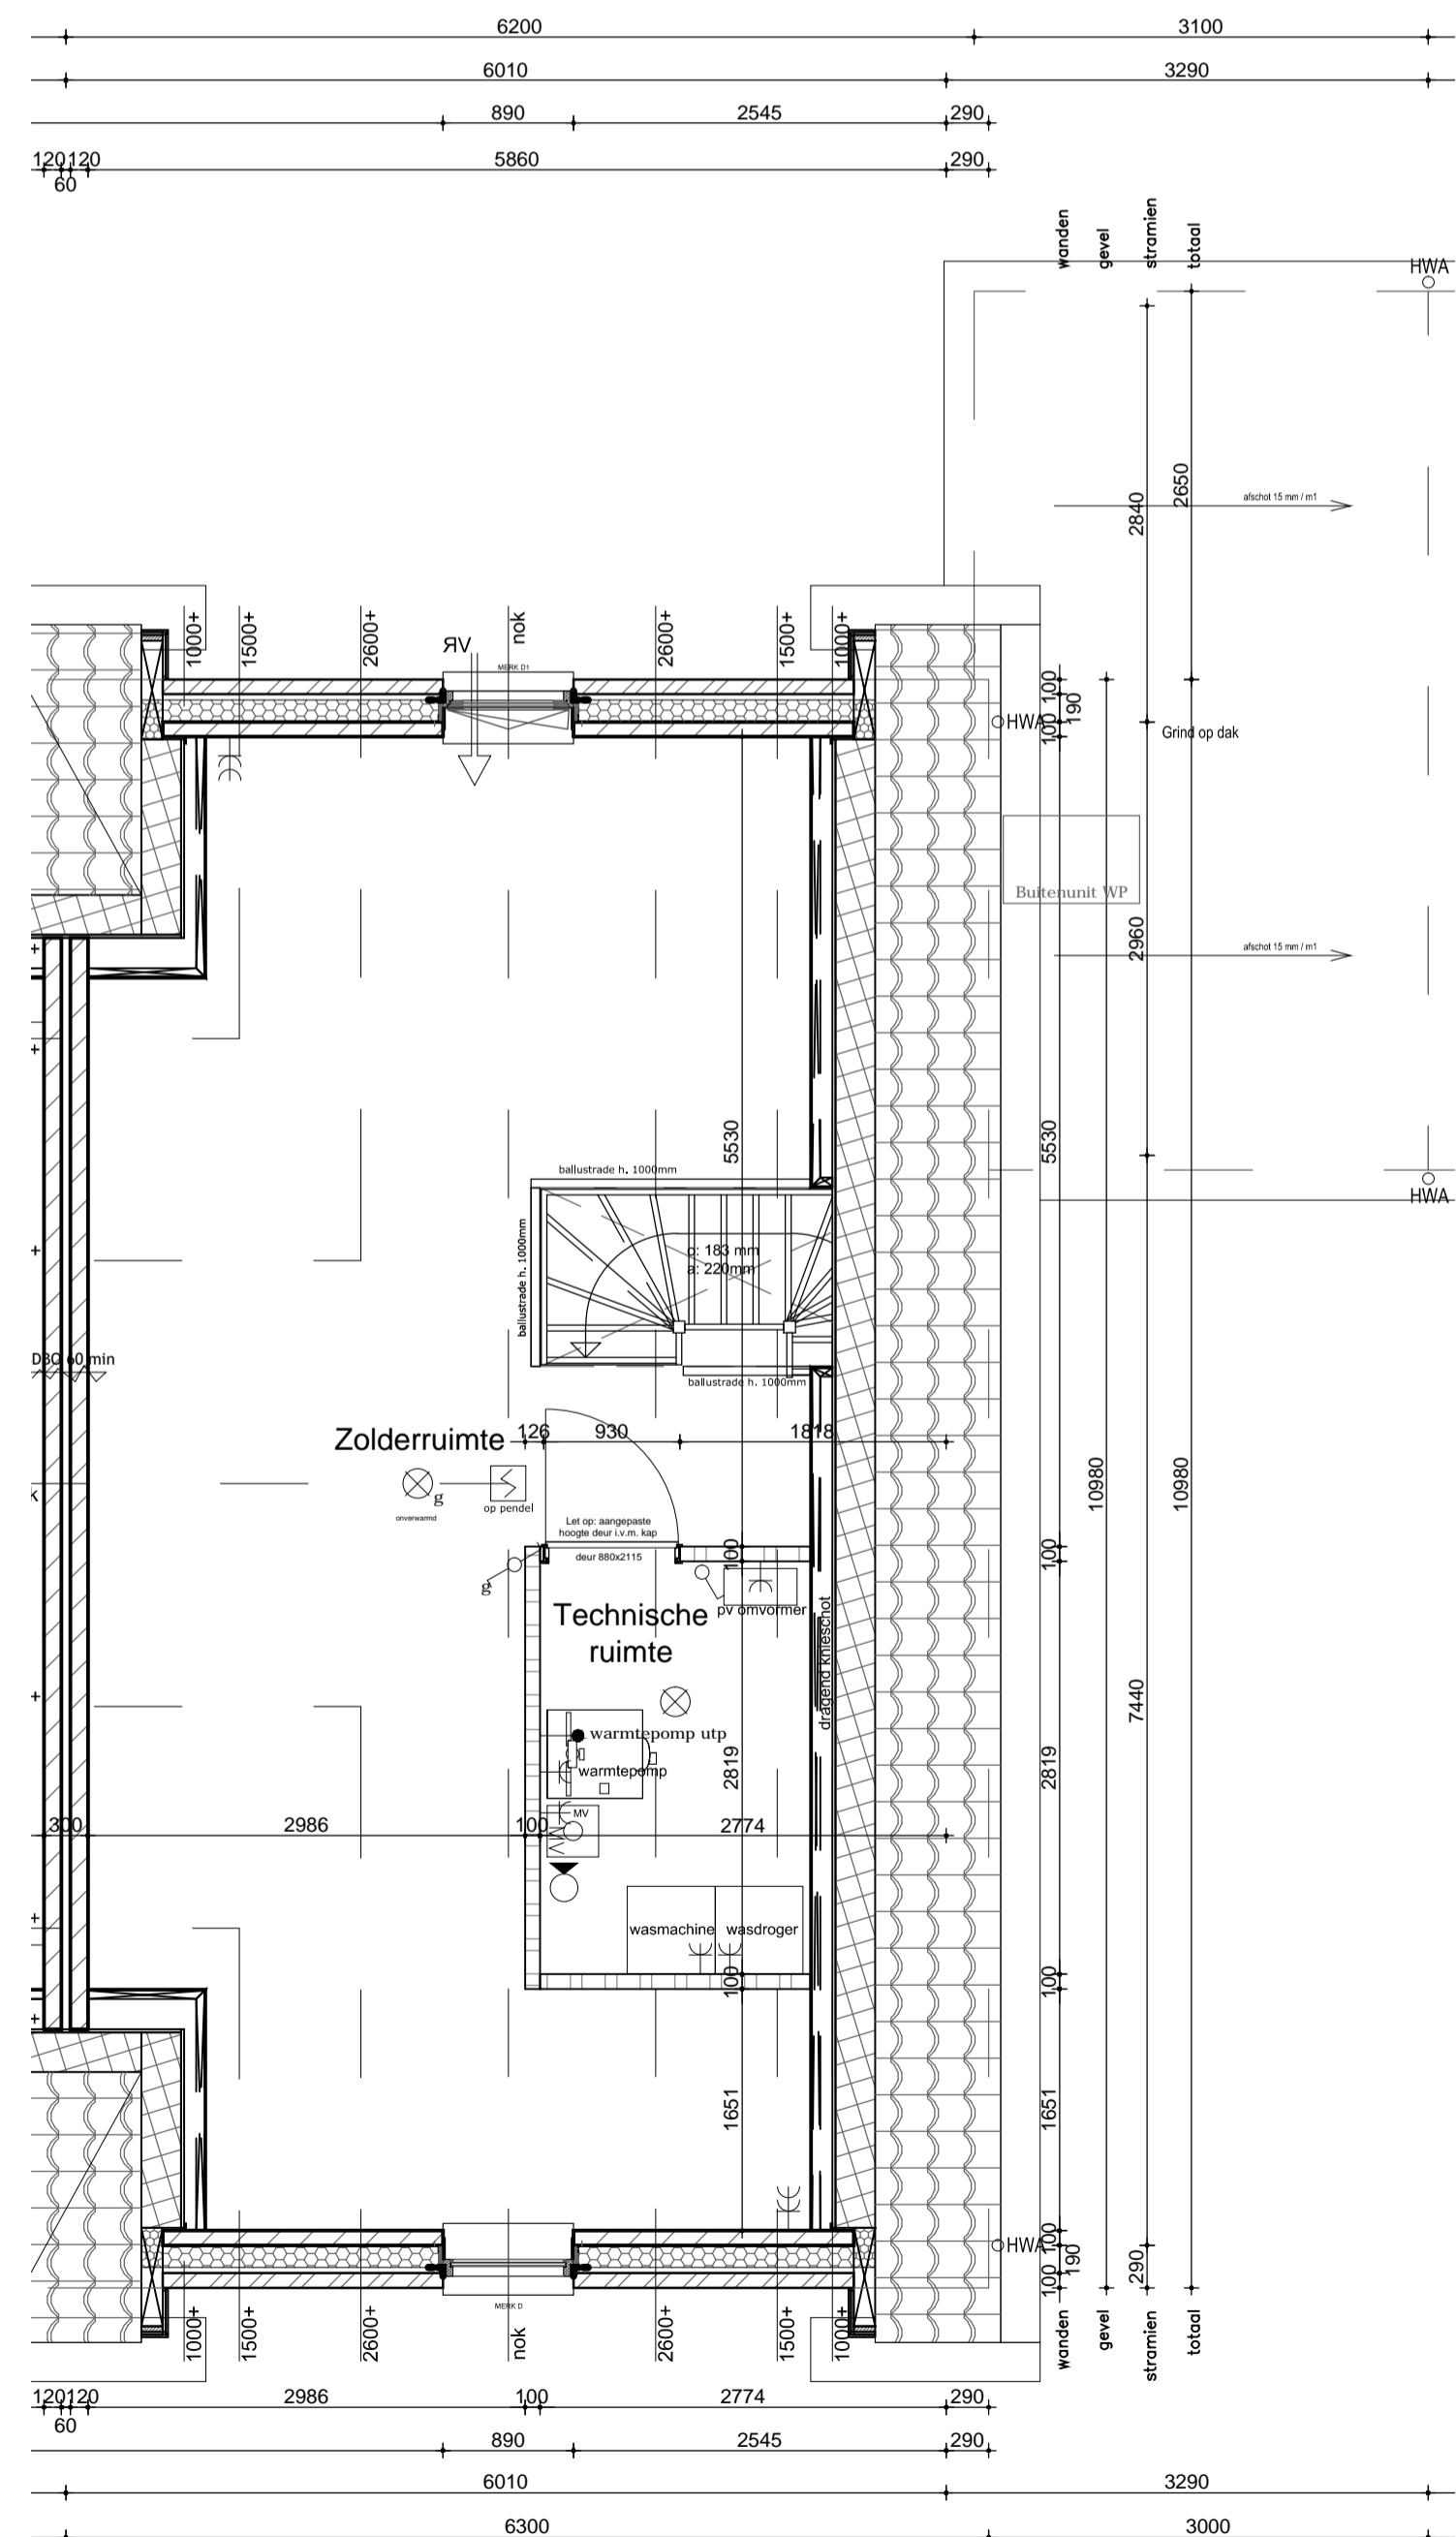 6200 3100
6010 3290
890 2545 290
120 120 5860 290
60
wanden gevel stramien totaal
HWA
2840 2650
afschot 15 mm / m1
1000+ 1500+ 2600+ nok 2600+ 1500+ 1000+
VR
MERK D1
100 190 100
HWA
Grind op dak
Buitenunit WP
2960
afschot 15 mm / m1
5530 5530
ballustrade h. 1000mm
HWA
ballustrade h. 1000mm
o: 183 mm
a: 220mm
60 min
ballustrade h. 1000mm
Zolderruimte 126 930 1818
g
op pendel
onverwarmd
k
10980 10980
Let op: aangepaste
hoogte deur i.v.m. kap
deur 880x2115
100 100
g
pv omvormer
Technische
ruimte
dragend knieschot
7440
warmtepomp utp
warmtepomp
2819 2819
MV
300 2986 100 2774
wasmachine wasdroger
100 100
1651 1651
HWA
100 190 100 290
MERK D
1000+ 1500+ 2600+ nok 2600+ 1500+ 1000+
wanden gevel stramien totaal
120 120 2986 100 2774 290
60
890 2545 290
6010 3290
6300 3000